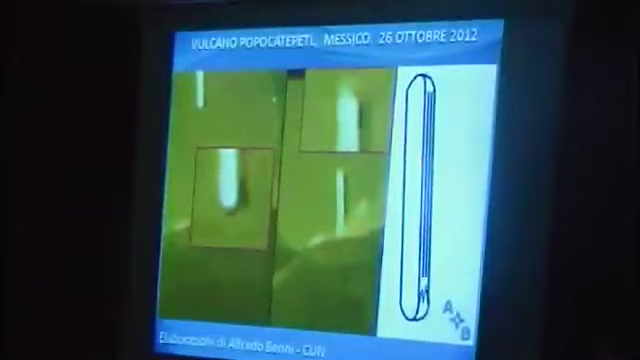 VULCANO POPOCATEPETL, MESSICO. 26 OTTOBRE 2012
A
B
Elaborazioni di Alfredo Benni - CUN